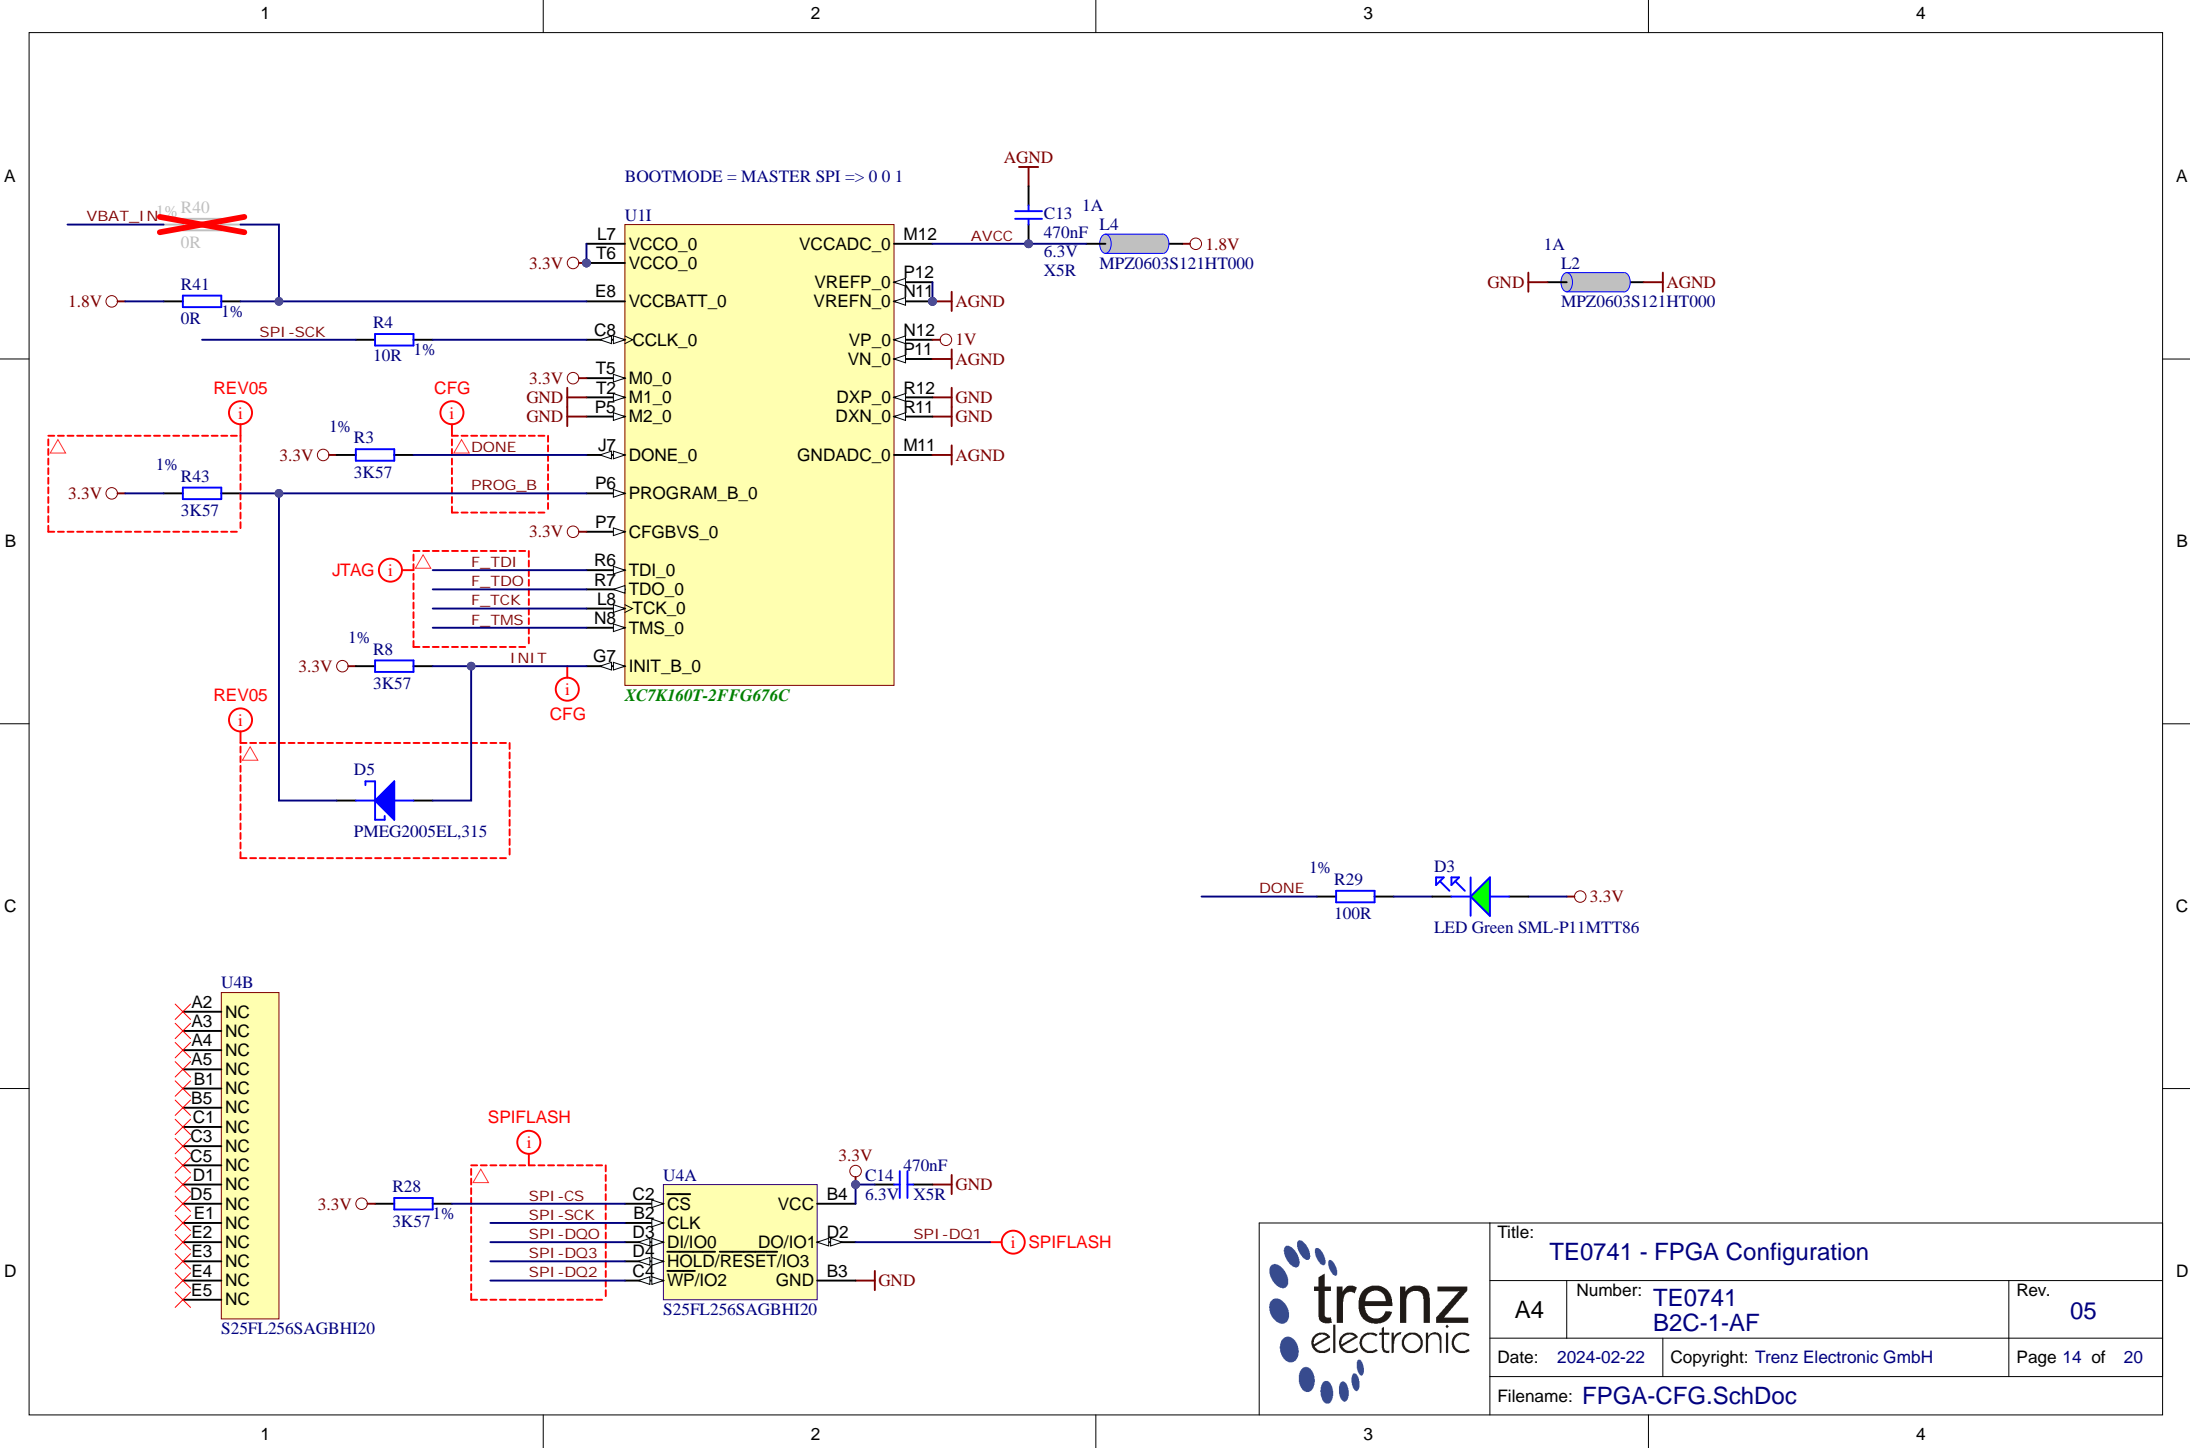 1 2 3 4
A A
B B
C C
D D
BOOTMODE = MASTER SPI => 0 0 1
VBAT_IN
1% R40
0R
1.8V
R41
0R
1%
SPI-SCK
R4
10R
1%
REV05
1%
R43
3.3V
3K57
1%
R3
3.3V
3K57
CFG
DONE
PROG_B
JTAG
F_TDI
F_TDO
F_TCK
F_TMS
1%
R8
3.3V
3K57
INIT
CFG
REV05
D5
PMEG2005EL,315
U1I
L7 VCCO_0
3.3V T6 VCCO_0
E8 VCCBATT_0
C8 CCLK_0
3.3V T5 M0_0
GND T2 M1_0
GND P5 M2_0
J7 DONE_0
P6 PROGRAM_B_0
3.3V P7 CFGBVS_0
R6 TDI_0
R7 TDO_0
L8 TCK_0
N8 TMS_0
G7 INIT_B_0
VCCADC_0 M12 AVCC
VREFP_0 P12
VREFN_0 N11 AGND
VP_0 N12 1V
VN_0 P11 AGND
DXP_0 R12 GND
DXN_0 R11 GND
GNDADC_0 M11 AGND
XC7K160T-2FFG676C
AGND
C13
470nF
6.3V
X5R
1A
L4
1.8V
MPZ0603S121HT000
1A
L2
GND AGND
MPZ0603S121HT000
DONE
1%
R29
100R
D3
3.3V
LED Green SML-P11MTT86
U4B
A2 NC
A3 NC
A4 NC
A5 NC
B1 NC
B5 NC
C1 NC
C3 NC
C5 NC
D1 NC
D5 NC
E1 NC
E2 NC
E3 NC
E4 NC
E5 NC
S25FL256SAGBHI20
SPIFLASH
3.3V
R28
3K57
1%
U4A
SPI-CS C2 CS
SPI-SCK B2 CLK
SPI-DQ0 D3 DI/IO0
SPI-DQ3 D4 HOLD/RESET/IO3
SPI-DQ2 C4 WP/IO2
VCC B4
DO/IO1 D2 SPI-DQ1 SPIFLASH
GND B3 GND
S25FL256SAGBHI20
3.3V
C14
470nF
6.3V
X5R
GND
trenz
electronic
Title:
TE0741 - FPGA Configuration
A4
Number: TE0741
B2C-1-AF
Rev.
05
Date: 2024-02-22
Copyright: Trenz Electronic GmbH
Page 14 of 20
Filename: FPGA-CFG.SchDoc
1 2 3 4